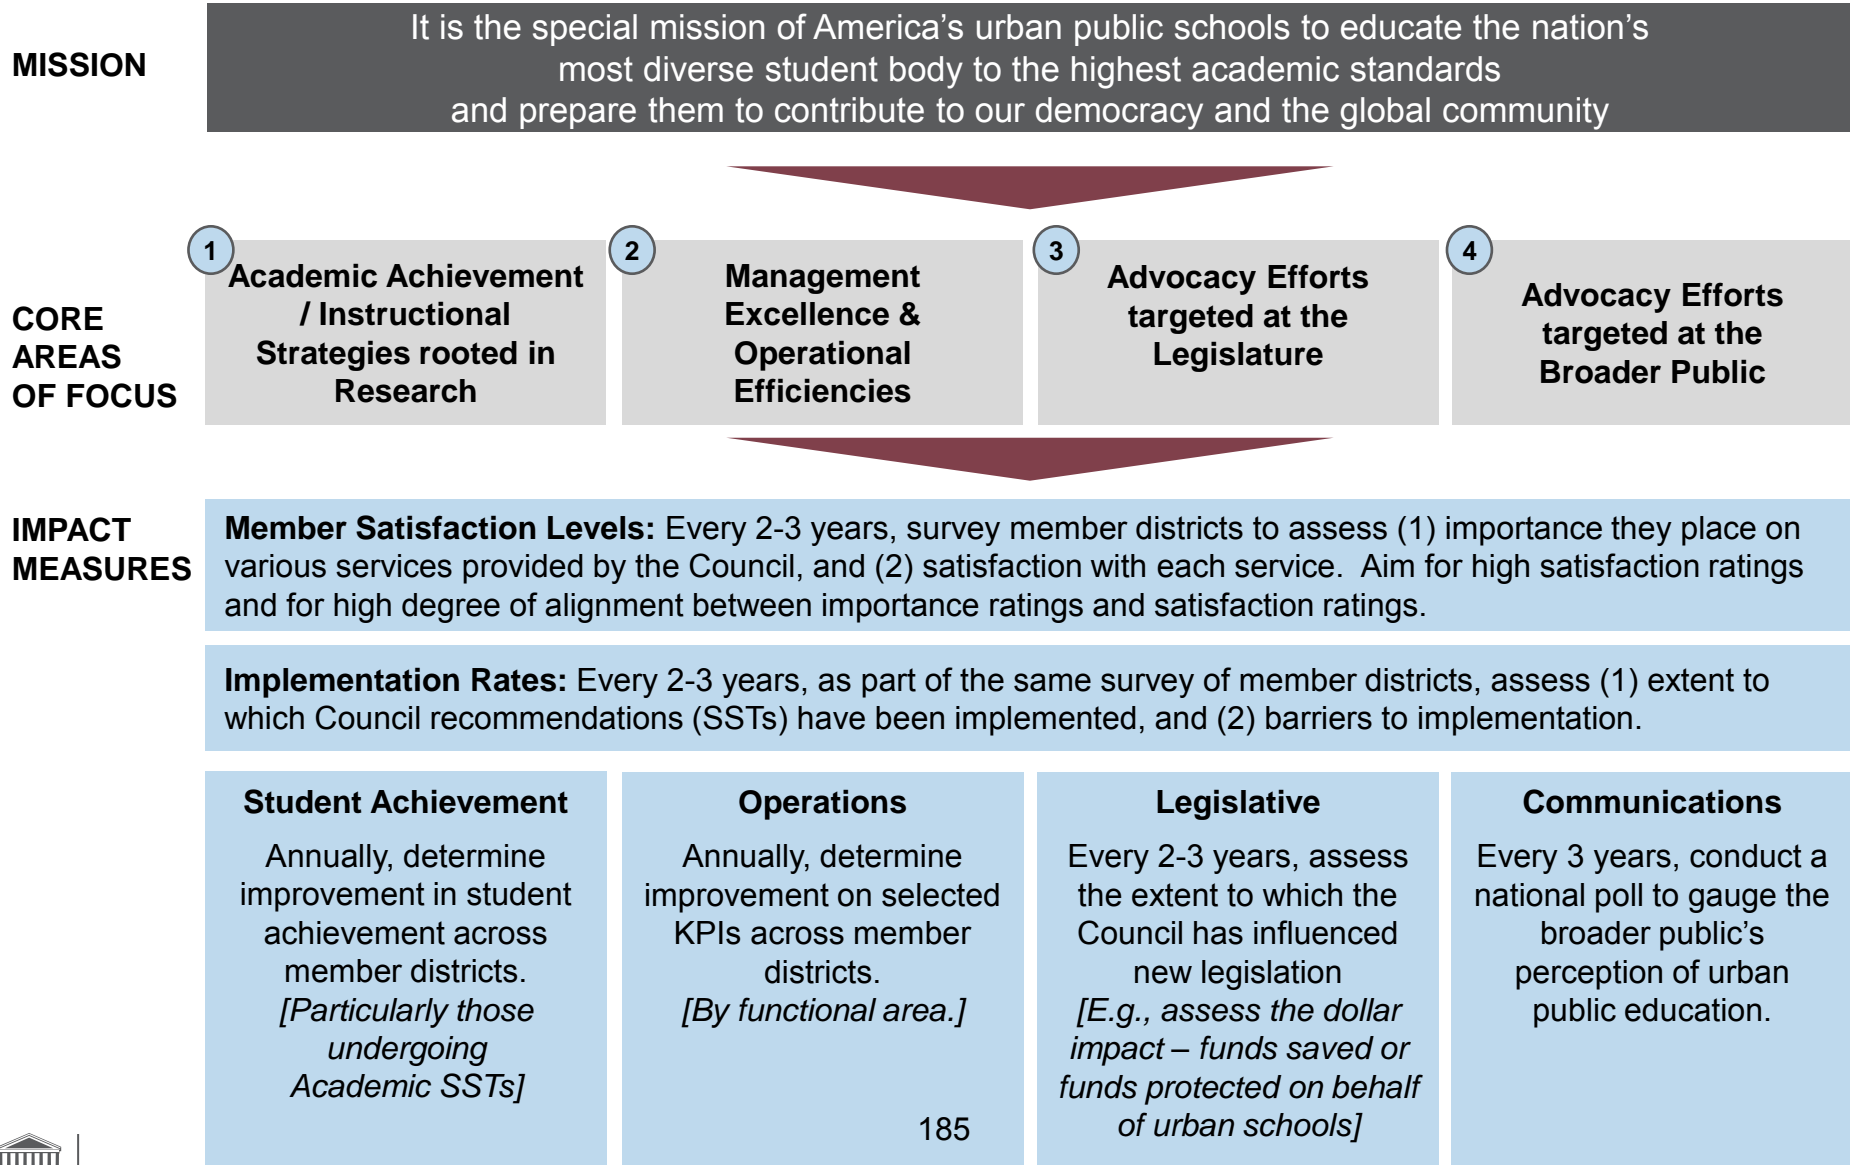 MISSION
It is the special mission of America's urban public schools to educate the nation's
most diverse student body to the highest academic standards
and prepare them to contribute to our democracy and the global community
CORE
AREAS
OF FOCUS
1
Academic Achievement
/ Instructional
Strategies rooted in
Research
2
Management
Excellence &
Operational
Efficiencies
3
Advocacy Efforts
targeted at the
Legislature
4
Advocacy Efforts
targeted at the
Broader Public
IMPACT
MEASURES
Member Satisfaction Levels: Every 2-3 years, survey member districts to assess (1) importance they place on
various services provided by the Council, and (2) satisfaction with each service.  Aim for high satisfaction ratings
and for high degree of alignment between importance ratings and satisfaction ratings.
Implementation Rates: Every 2-3 years, as part of the same survey of member districts, assess (1) extent to
which Council recommendations (SSTs) have been implemented, and (2) barriers to implementation.
Student Achievement
Annually, determine
improvement in student
achievement across
member districts.
[Particularly those
undergoing
Academic SSTs]
Operations
Annually, determine
improvement on selected
KPIs across member
districts.
[By functional area.]
Legislative
Every 2-3 years, assess
the extent to which the
Council has influenced
new legislation
[E.g., assess the dollar
impact – funds saved or
funds protected on behalf
of urban schools]
Communications
Every 3 years, conduct a
national poll to gauge the
broader public's
perception of urban
public education.
185